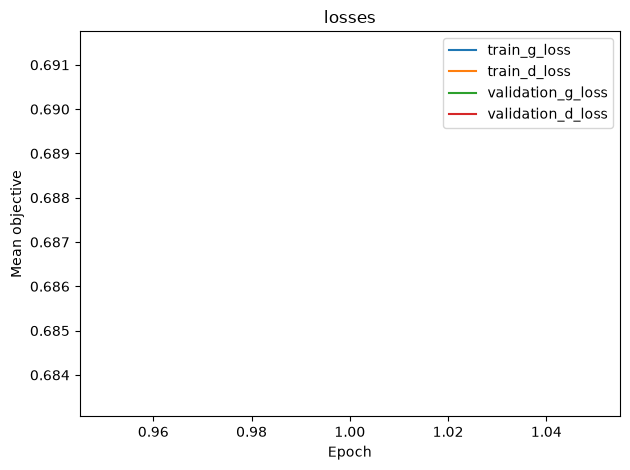 losses
train_g_loss
train_d_loss
validation_g_loss
validation_d_loss
0.691
0.690
0.689
0.688
0.687
0.686
0.685
0.684
Mean objective
0.96
0.98
1.00
1.02
1.04
Epoch